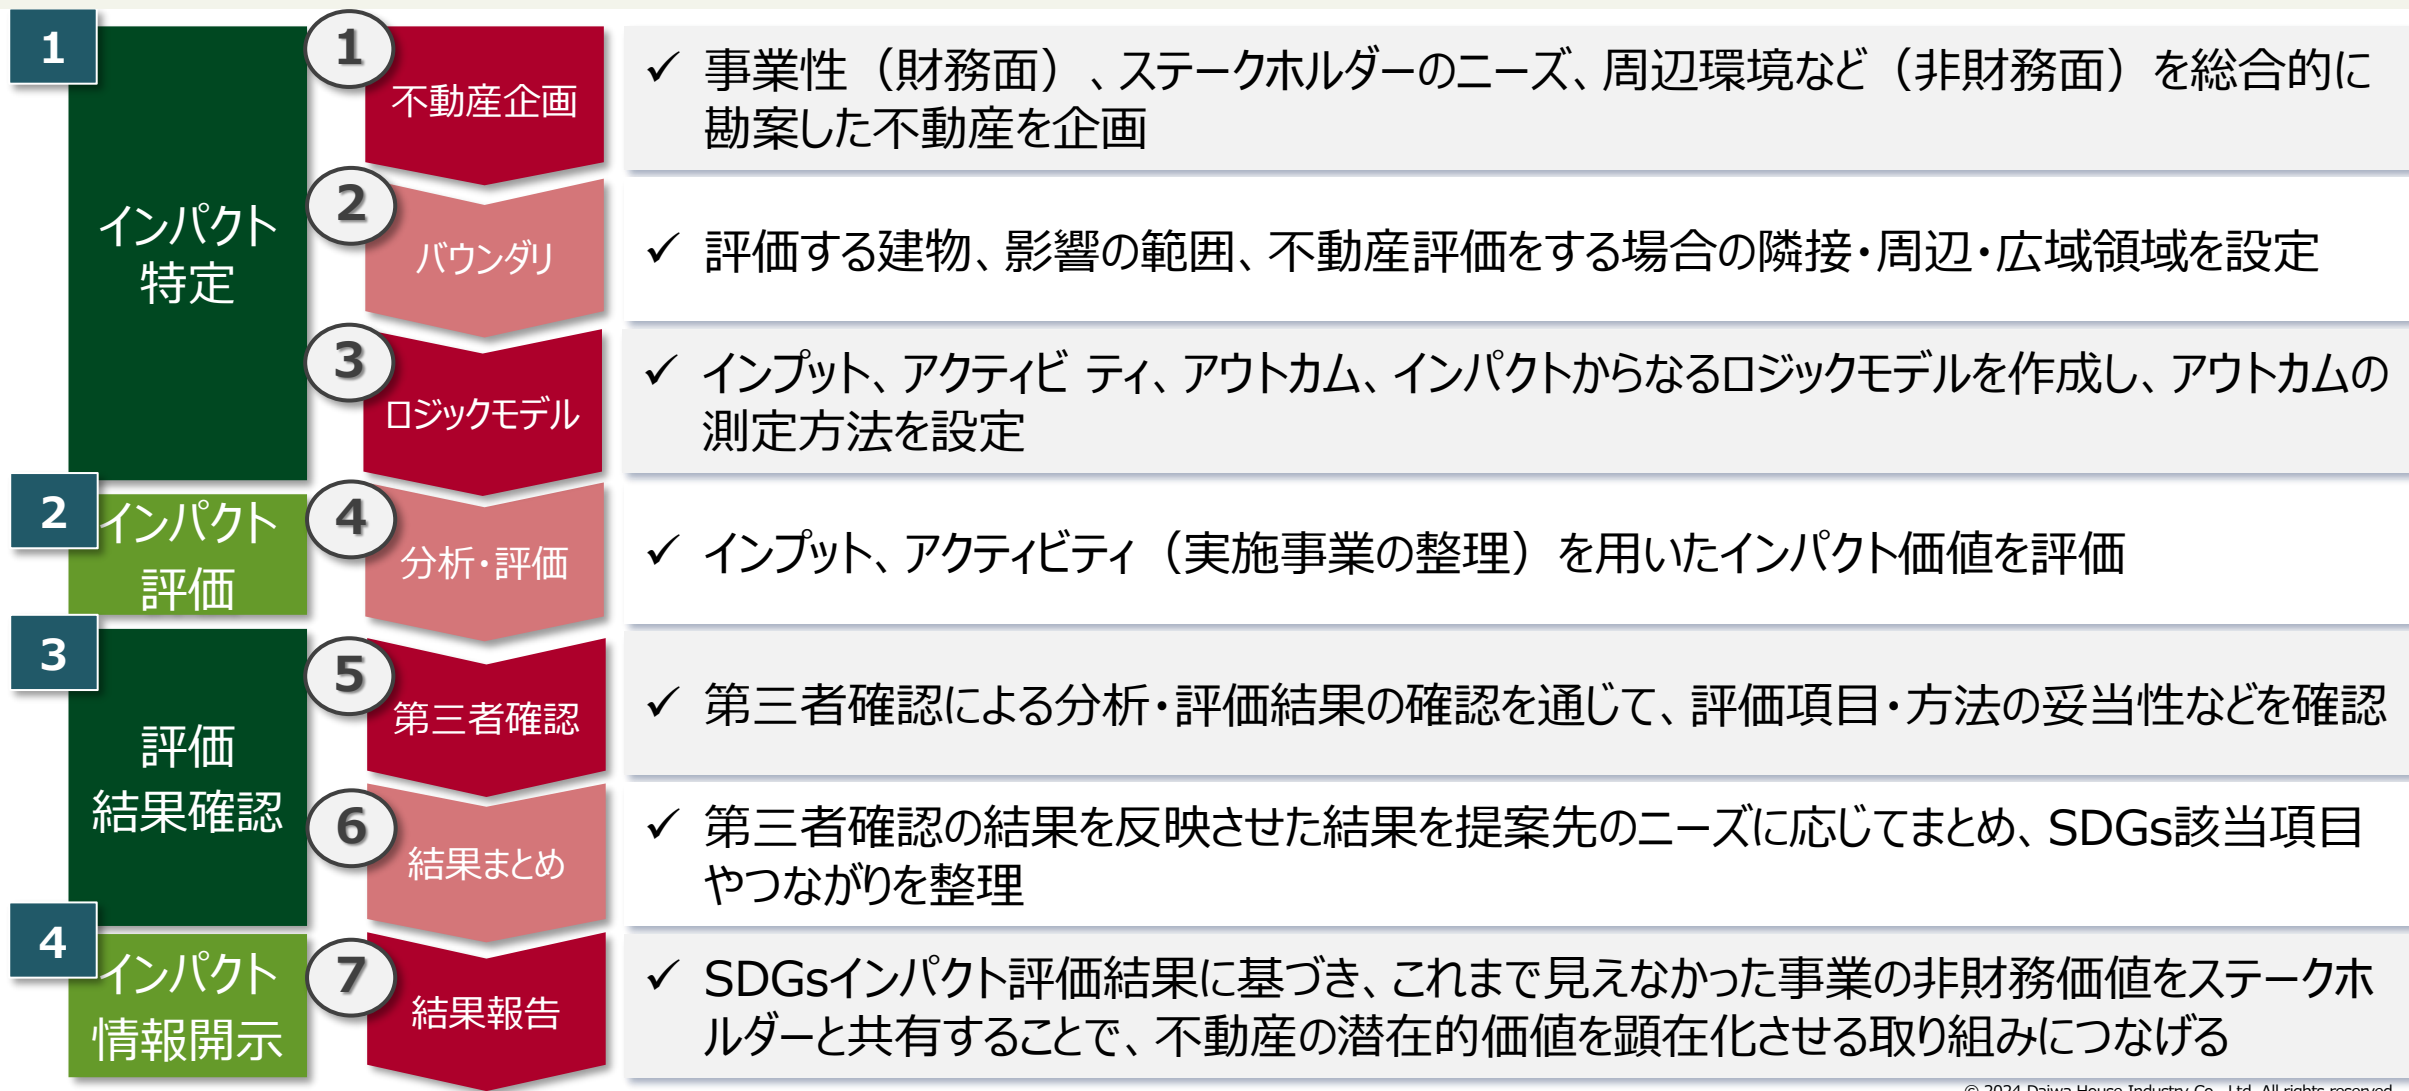 1
インパクト
特定
1
不動産企画
✓ 事業性（財務面）、ステークホルダーのニーズ、周辺環境など（非財務面）を総合的に
勘案した不動産を企画
2
バウンダリ
✓ 評価する建物、影響の範囲、不動産評価をする場合の隣接・周辺・広域領域を設定
3
ロジックモデル
✓ インプット、アクティビ ティ、アウトカム、インパクトからなるロジックモデルを作成し、アウトカムの
測定方法を設定
2
インパクト
評価
4
分析・評価
✓ インプット、アクティビティ（実施事業の整理）を用いたインパクト価値を評価
3
評価
結果確認
5
第三者確認
✓ 第三者確認による分析・評価結果の確認を通じて、評価項目・方法の妥当性などを確認
6
結果まとめ
✓ 第三者確認の結果を反映させた結果を提案先のニーズに応じてまとめ、SDGs該当項目
やつながりを整理
4
インパクト
情報開示
7
結果報告
✓ SDGsインパクト評価結果に基づき、これまで見えなかった事業の非財務価値をステークホ
ルダーと共有することで、不動産の潜在的価値を顕在化させる取り組みにつなげる
© 2024 Daiwa House Industry Co., Ltd. All rights reserved.